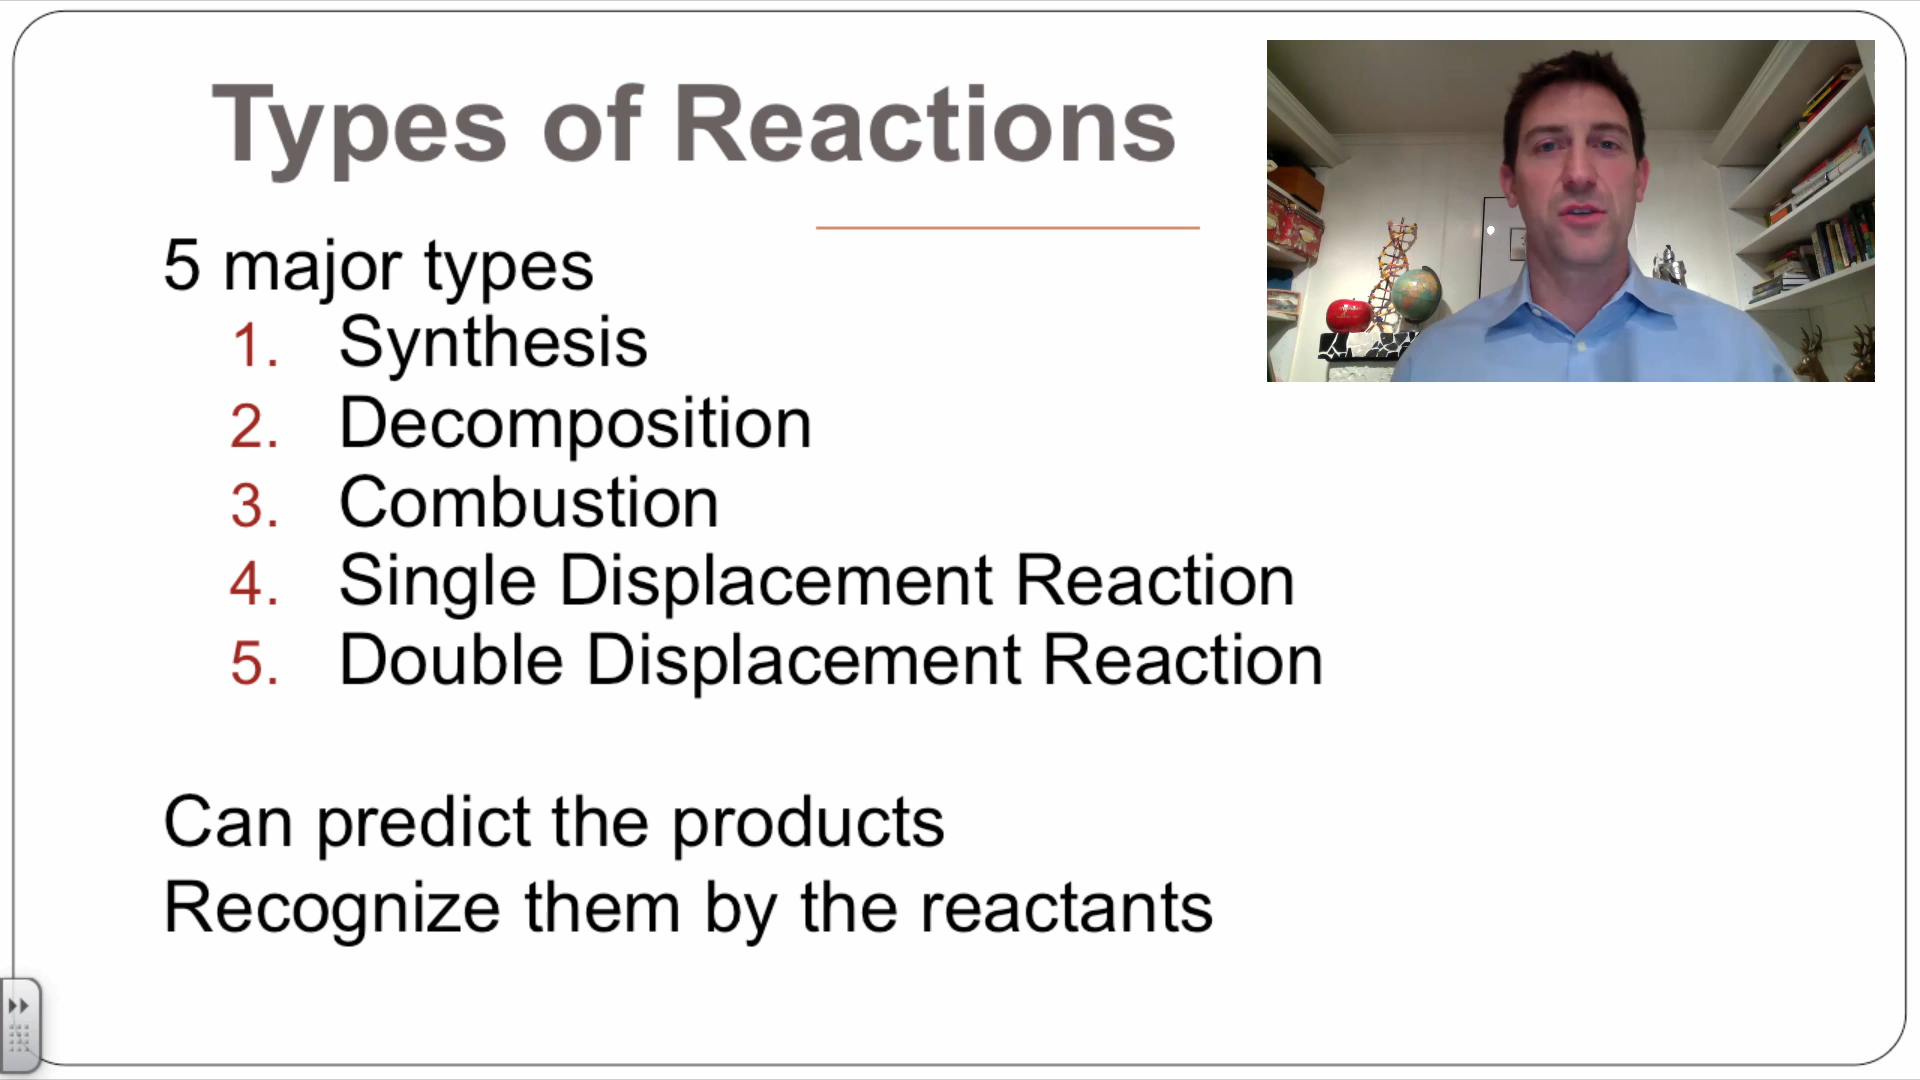 Types of Reactions
5 major types
1. Synthesis
2. Decomposition
3. Combustion
4. Single Displacement Reaction
5. Double Displacement Reaction
Can predict the products
Recognize them by the reactants